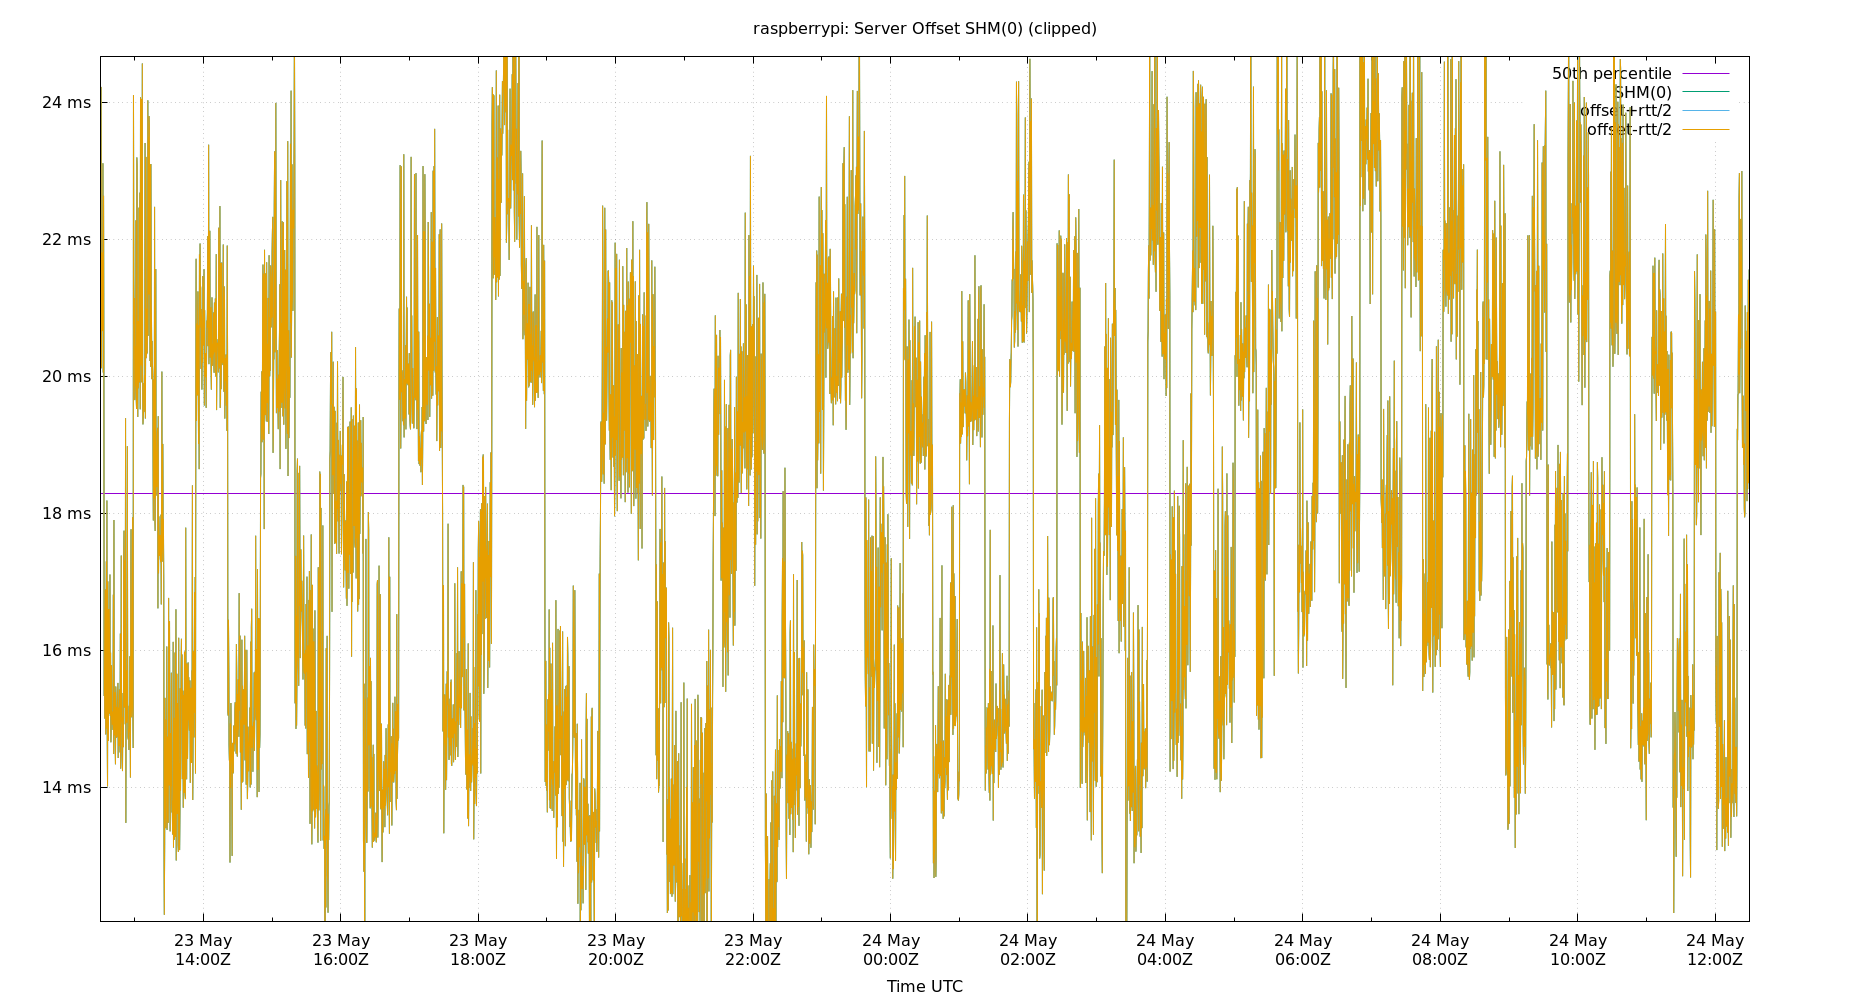 raspberrypi: Server Offset SHM(0) (clipped)
50th percentile
SHM(0)
offset+rtt/2
offset-rtt/2
24 ms
22 ms
20 ms
18 ms
16 ms
14 ms
23 May 23 May 23 May 23 May 23 May 24 May 24 May 24 May 24 May 24 May 24 May 24 May
14:00Z 16:00Z 18:00Z 20:00Z 22:00Z 00:00Z 02:00Z 04:00Z 06:00Z 08:00Z 10:00Z 12:00Z
Time UTC